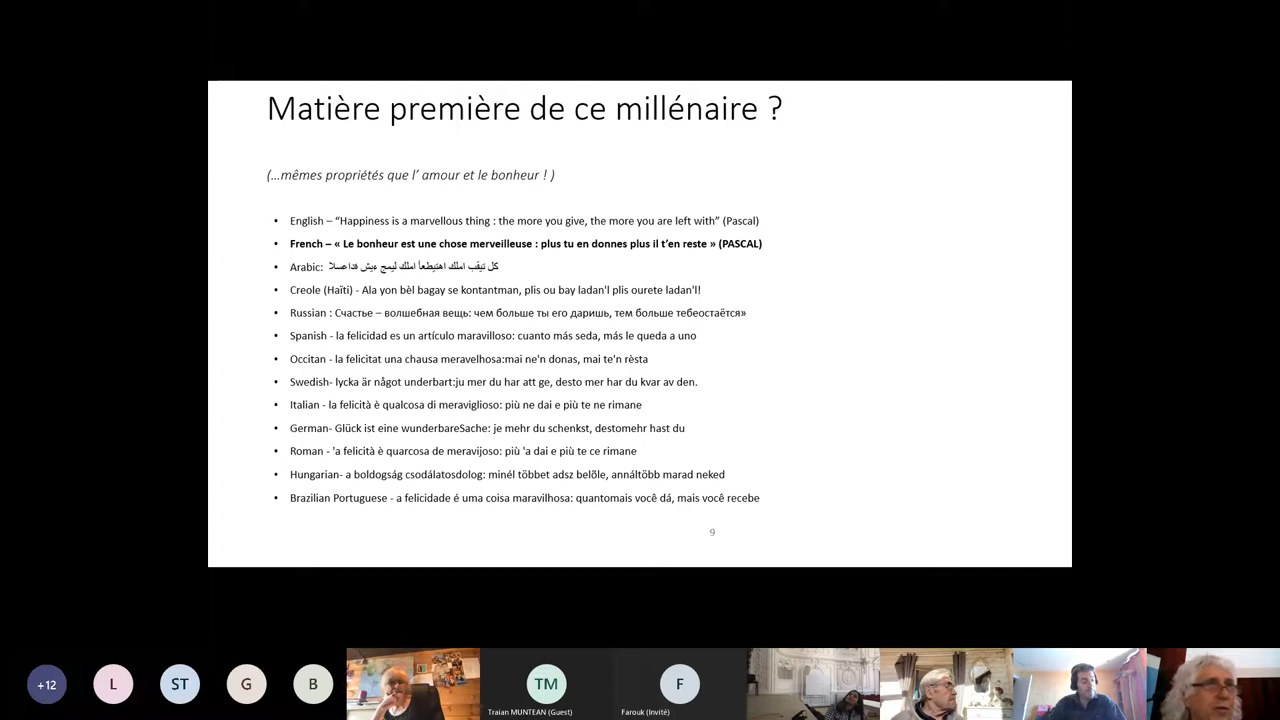 Matière première de ce millénaire ?
(…mêmes propriétés que l’ amour et le bonheur ! )
• English – “Happiness is a marvellous thing : the more you give, the more you are left with” (Pascal)
• French – « Le bonheur est une chose merveilleuse : plus tu en donnes plus il t’en reste » (PASCAL)
• Arabic: كل تيقب املك اهتيطعأ املك ليمج ءيش ةداعسلا
• Creole (Haïti) - Ala yon bèl bagay se kontantman, plis ou bay ladan'l plis ourete ladan'l!
• Russian : Счастье – волшебная вещь: чем больше ты его даришь, тем больше тебеостаётся»
• Spanish - la felicidad es un artículo maravilloso: cuanto más seda, más le queda a uno
• Occitan - la felicitat una chausa meravelhosa:mai ne'n donas, mai te'n rèsta
• Swedish- lycka är något underbart:ju mer du har att ge, desto mer har du kvar av den.
• Italian - la felicità è qualcosa di meraviglioso: più ne dai e più te ne rimane
• German- Glück ist eine wunderbareSache: je mehr du schenkst, destomehr hast du
• Roman - 'a felicità è quarcosa de meravijoso: più 'a dai e più te ce rimane
• Hungarian- a boldogság csodálatosdolog: minél többet adsz belõle, annáltöbb marad neked
• Brazilian Portuguese - a felicidade é uma coisa maravilhosa: quantomais você dá, mais você recebe
9
+12
L
ST
G
B
TM
F
Traian MUNTEAN (Guest)
Farouk (Invité)